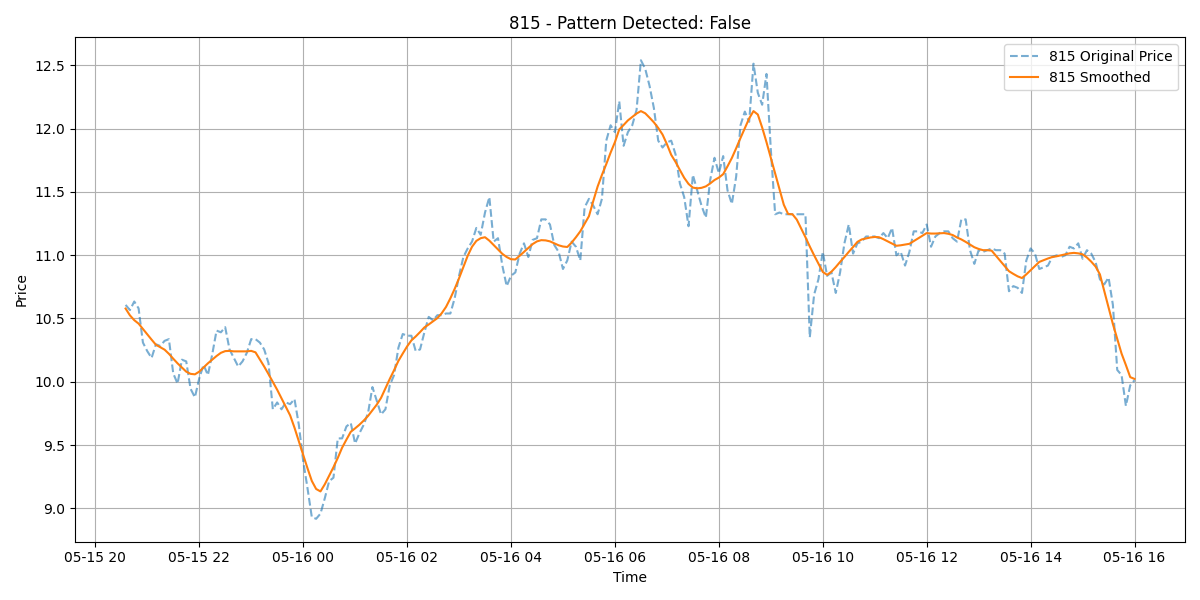 815 - Pattern Detected: False
815 Original Price
815 Smoothed
Price
12.5
12.0
11.5
11.0
10.5
10.0
9.5
9.0
05-15 20 05-15 22 05-16 00 05-16 02 05-16 04 05-16 06 05-16 08 05-16 10 05-16 12 05-16 14 05-16 16
Time